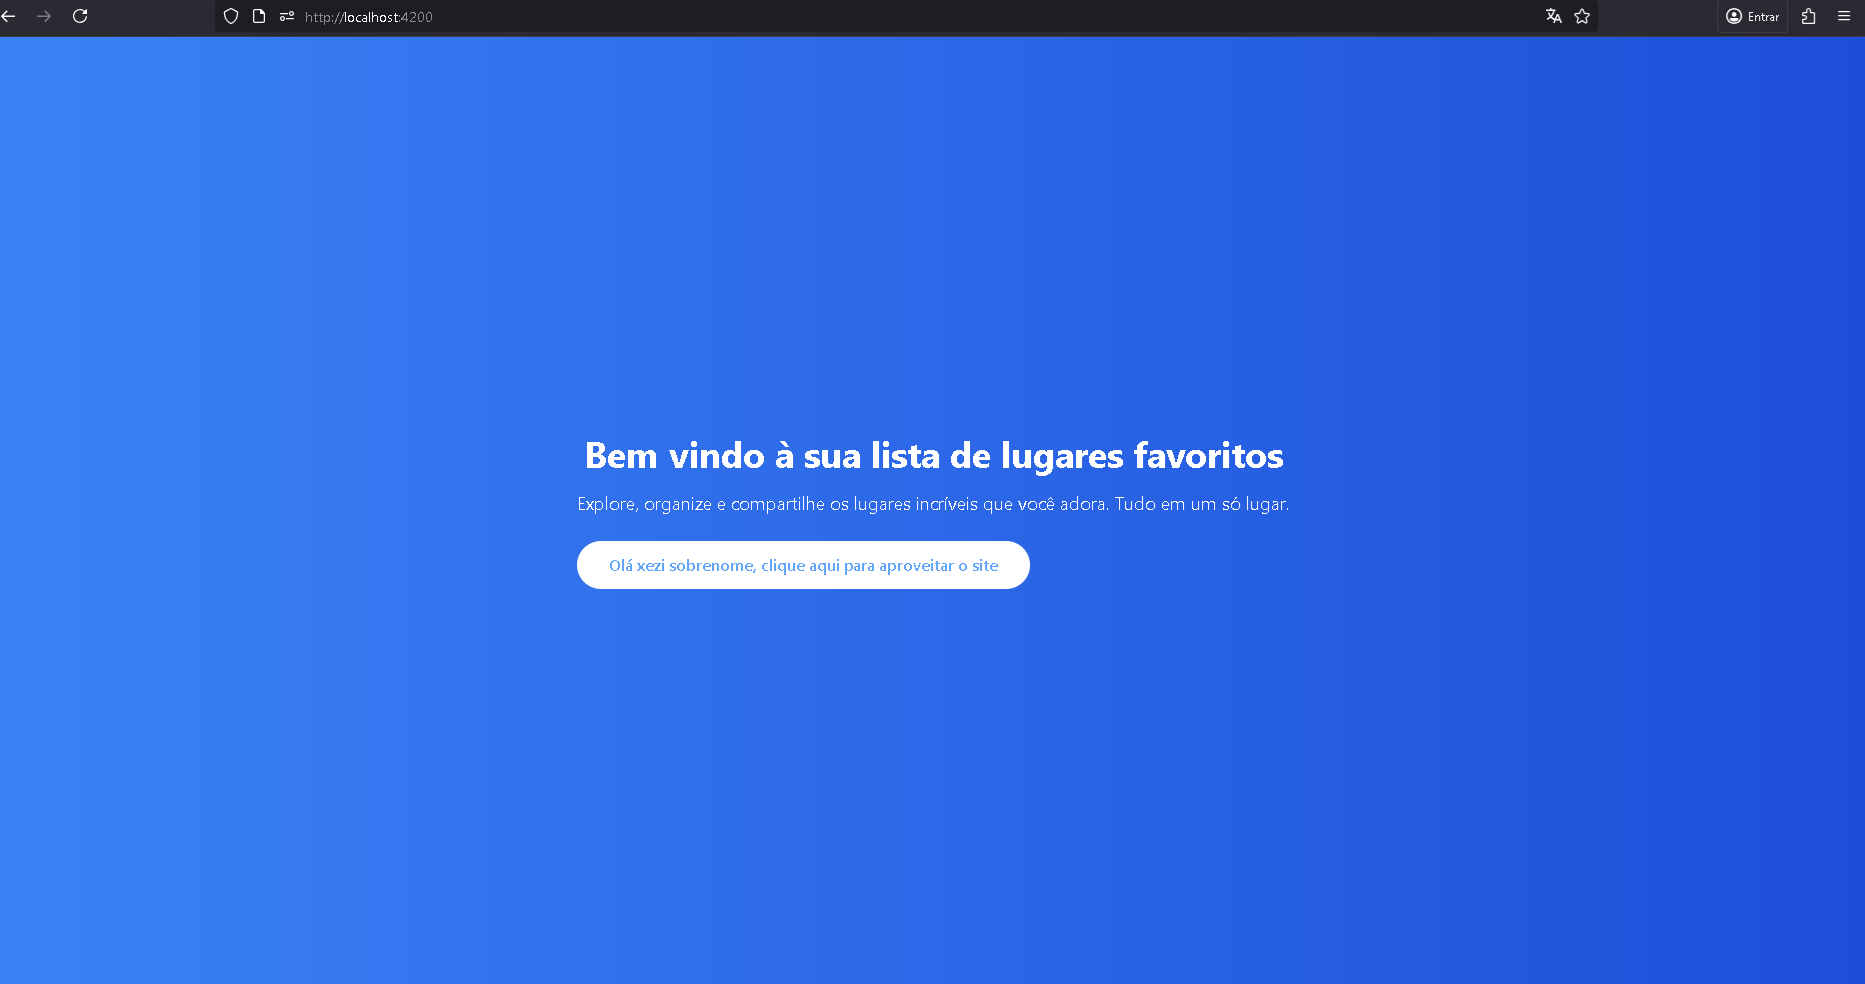 http://localhost:4200
Entrar
Bem vindo à sua lista de lugares favoritos
Explore, organize e compartilhe os lugares incríveis que você adora. Tudo em um só lugar.
Olá xezi sobrenome, clique aqui para aproveitar o site